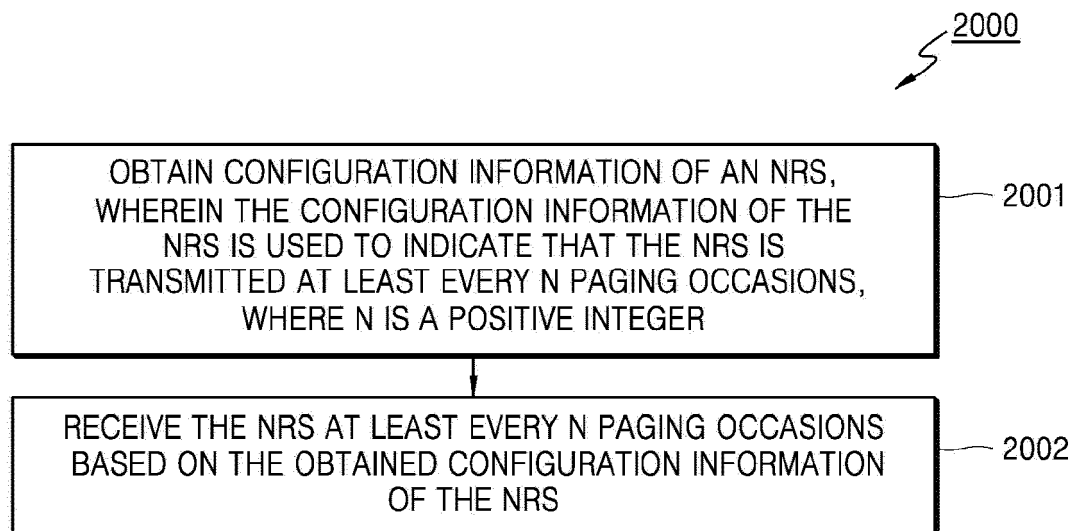 2000
OBTAIN CONFIGURATION INFORMATION OF AN NRS,
WHEREIN THE CONFIGURATION INFORMATION OF THE
NRS IS USED TO INDICATE THAT THE NRS IS
TRANSMITTED AT LEAST EVERY N PAGING OCCASIONS,
WHERE N IS A POSITIVE INTEGER
2001
RECEIVE THE NRS AT LEAST EVERY N PAGING OCCASIONS
BASED ON THE OBTAINED CONFIGURATION INFORMATION
OF THE NRS
2002